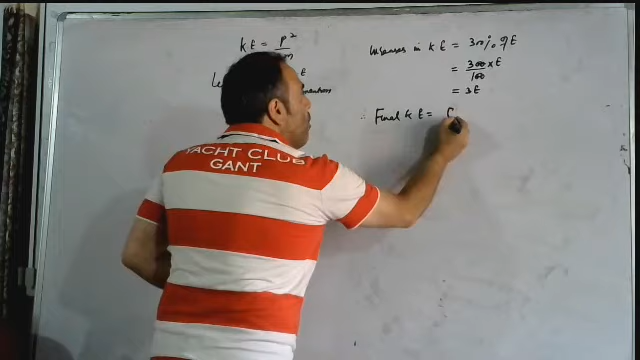 KE = P²
Increase in KE = 300% of E
= 300/100 × E
= 3E
∴ Final KE =
YACHT CLUB
GANT